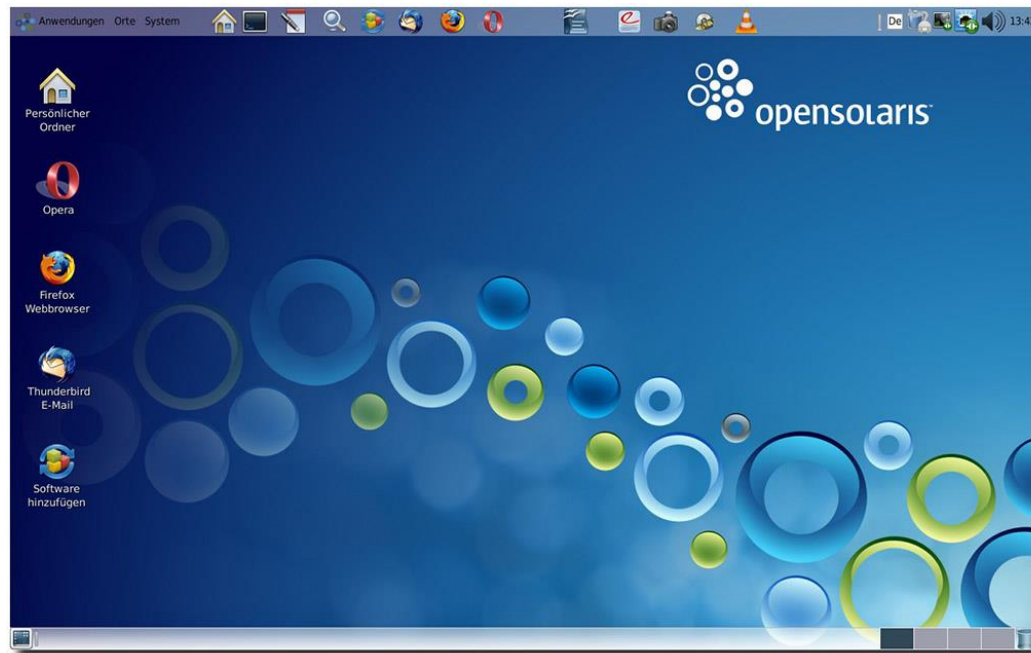 Anwendungen Orte System
De
13:4
opensolaris
Persönlicher
Ordner
Opera
Firefox
Webbrowser
Thunderbird
E-Mail
Software
hinzufügen